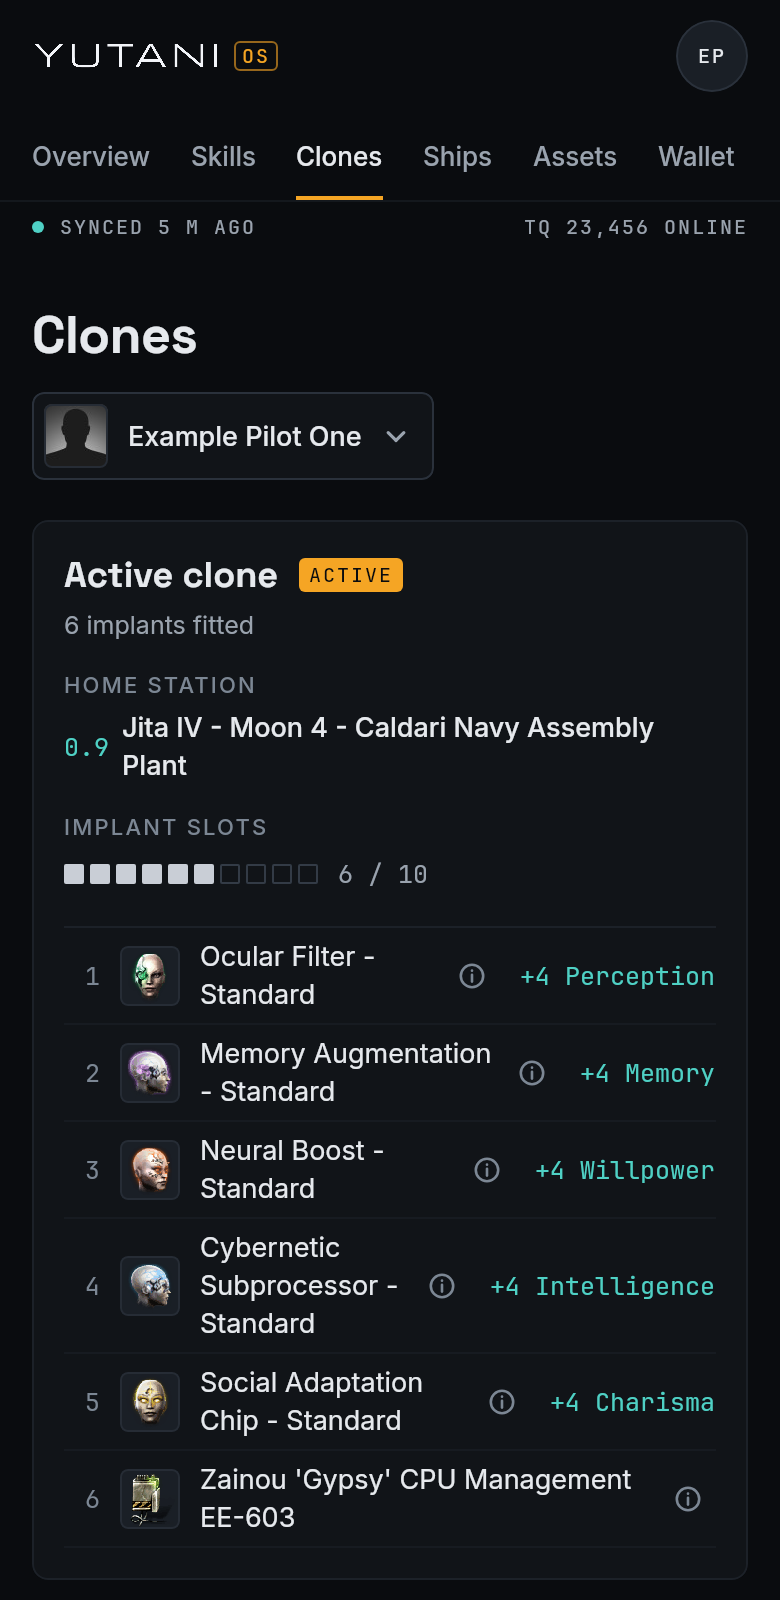 YUTANI OS
EP
Overview Skills Clones Ships Assets Wallet
SYNCED 5 M AGO TQ 23,456 ONLINE
Clones
Example Pilot One
Active clone ACTIVE
6 implants fitted
HOME STATION
0.9 Jita IV - Moon 4 - Caldari Navy Assembly
Plant
IMPLANT SLOTS
6 / 10
1 Ocular Filter -
Standard
+4 Perception
2 Memory Augmentation
- Standard
+4 Memory
3 Neural Boost -
Standard
+4 Willpower
4 Cybernetic
Subprocessor -
Standard
+4 Intelligence
5 Social Adaptation
Chip - Standard
+4 Charisma
6 Zainou 'Gypsy' CPU Management
EE-603